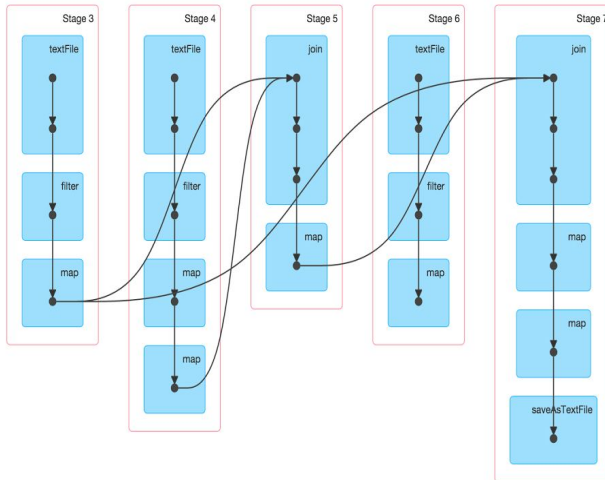 Stage 3
textFile
filter
map
Stage 4
textFile
filter
map
map
Stage 5
join
map
Stage 6
textFile
filter
map
Stage 7
join
map
map
saveAsTextFile